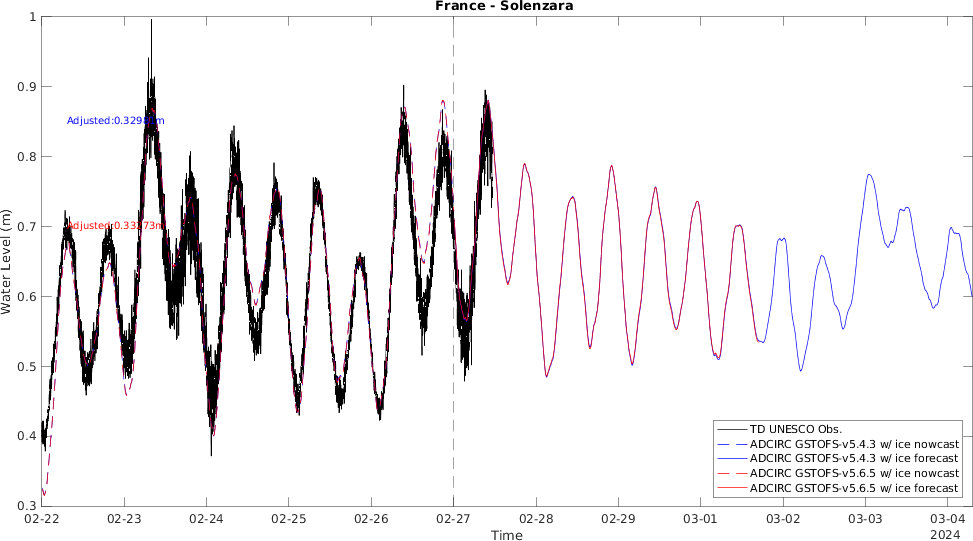 France - Solenzara
1
0.9
0.8
0.7
0.6
0.5
0.4
0.3
Water Level (m)
Adjusted:0.3298
Adjusted:0.33273m
02-22
02-23
02-24
02-25
02-26
02-27
02-28
02-29
03-01
03-02
03-03
03-04
2024
Time
TD UNESCO Obs.
ADCIRC GSTOFS-v5.4.3 w/ ice nowcast
ADCIRC GSTOFS-v5.4.3 w/ ice forecast
ADCIRC GSTOFS-v5.6.5 w/ ice nowcast
ADCIRC GSTOFS-v5.6.5 w/ ice forecast